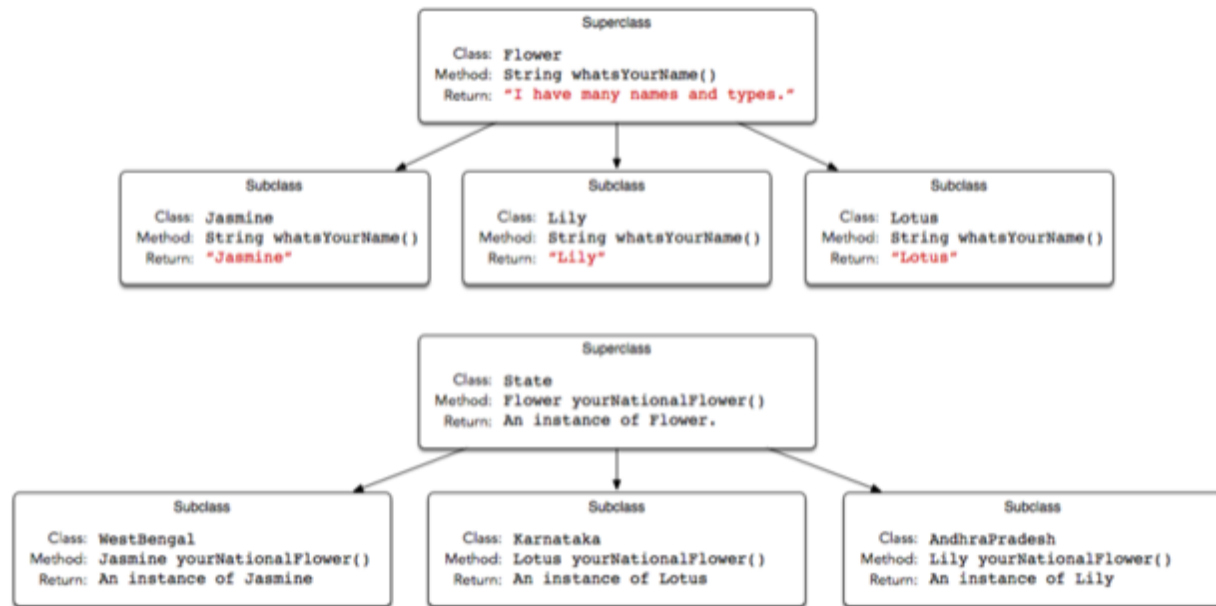 Superclass
Class: Flower
Method: String whatsYourName()
Return: "I have many names and types."
Subclass
Class: Jasmine
Method: String whatsYourName()
Return: "Jasmine"
Subclass
Class: Lily
Method: String whatsYourName()
Return: "Lily"
Subclass
Class: Lotus
Method: String whatsYourName()
Return: "Lotus"
Superclass
Class: State
Method: Flower yourNationalFlower()
Return: An instance of Flower.
Subclass
Class: WestBengal
Method: Jasmine yourNationalFlower()
Return: An instance of Jasmine
Subclass
Class: Karnataka
Method: Lotus yourNationalFlower()
Return: An instance of Lotus
Subclass
Class: AndhraPradesh
Method: Lily yourNationalFlower()
Return: An instance of Lily